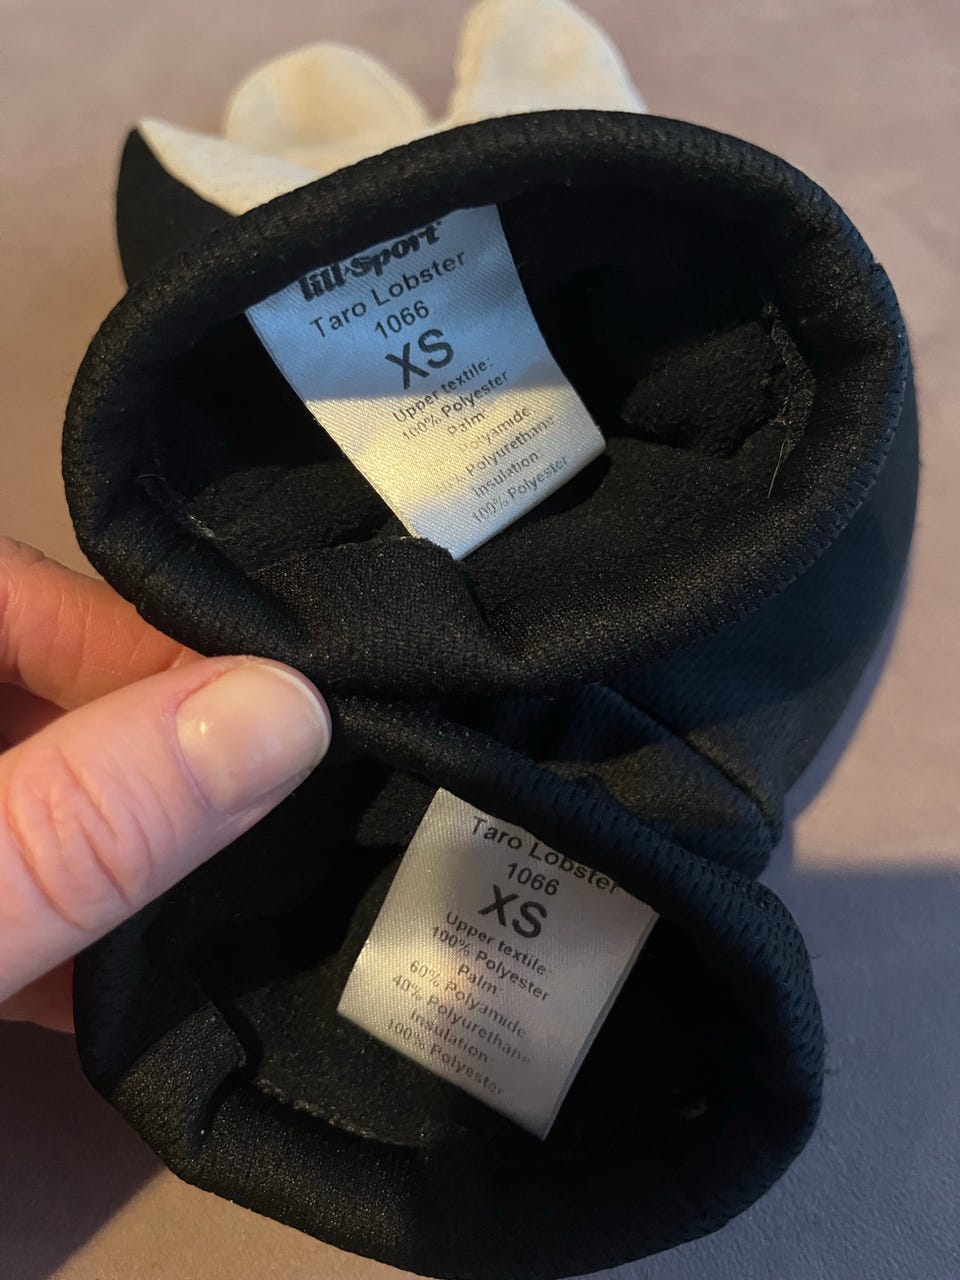 lill-sport
Taro Lobster
1066
XS
Upper textile:
100% Polyester
Palm:
Polyamide
Polyurethane
Insulation
100% Polyester
Taro Lobster
1066
XS
Upper textile:
100% Polyester
Palm:
60% Polyamide
40% Polyurethane
Insulation:
100% Polyester